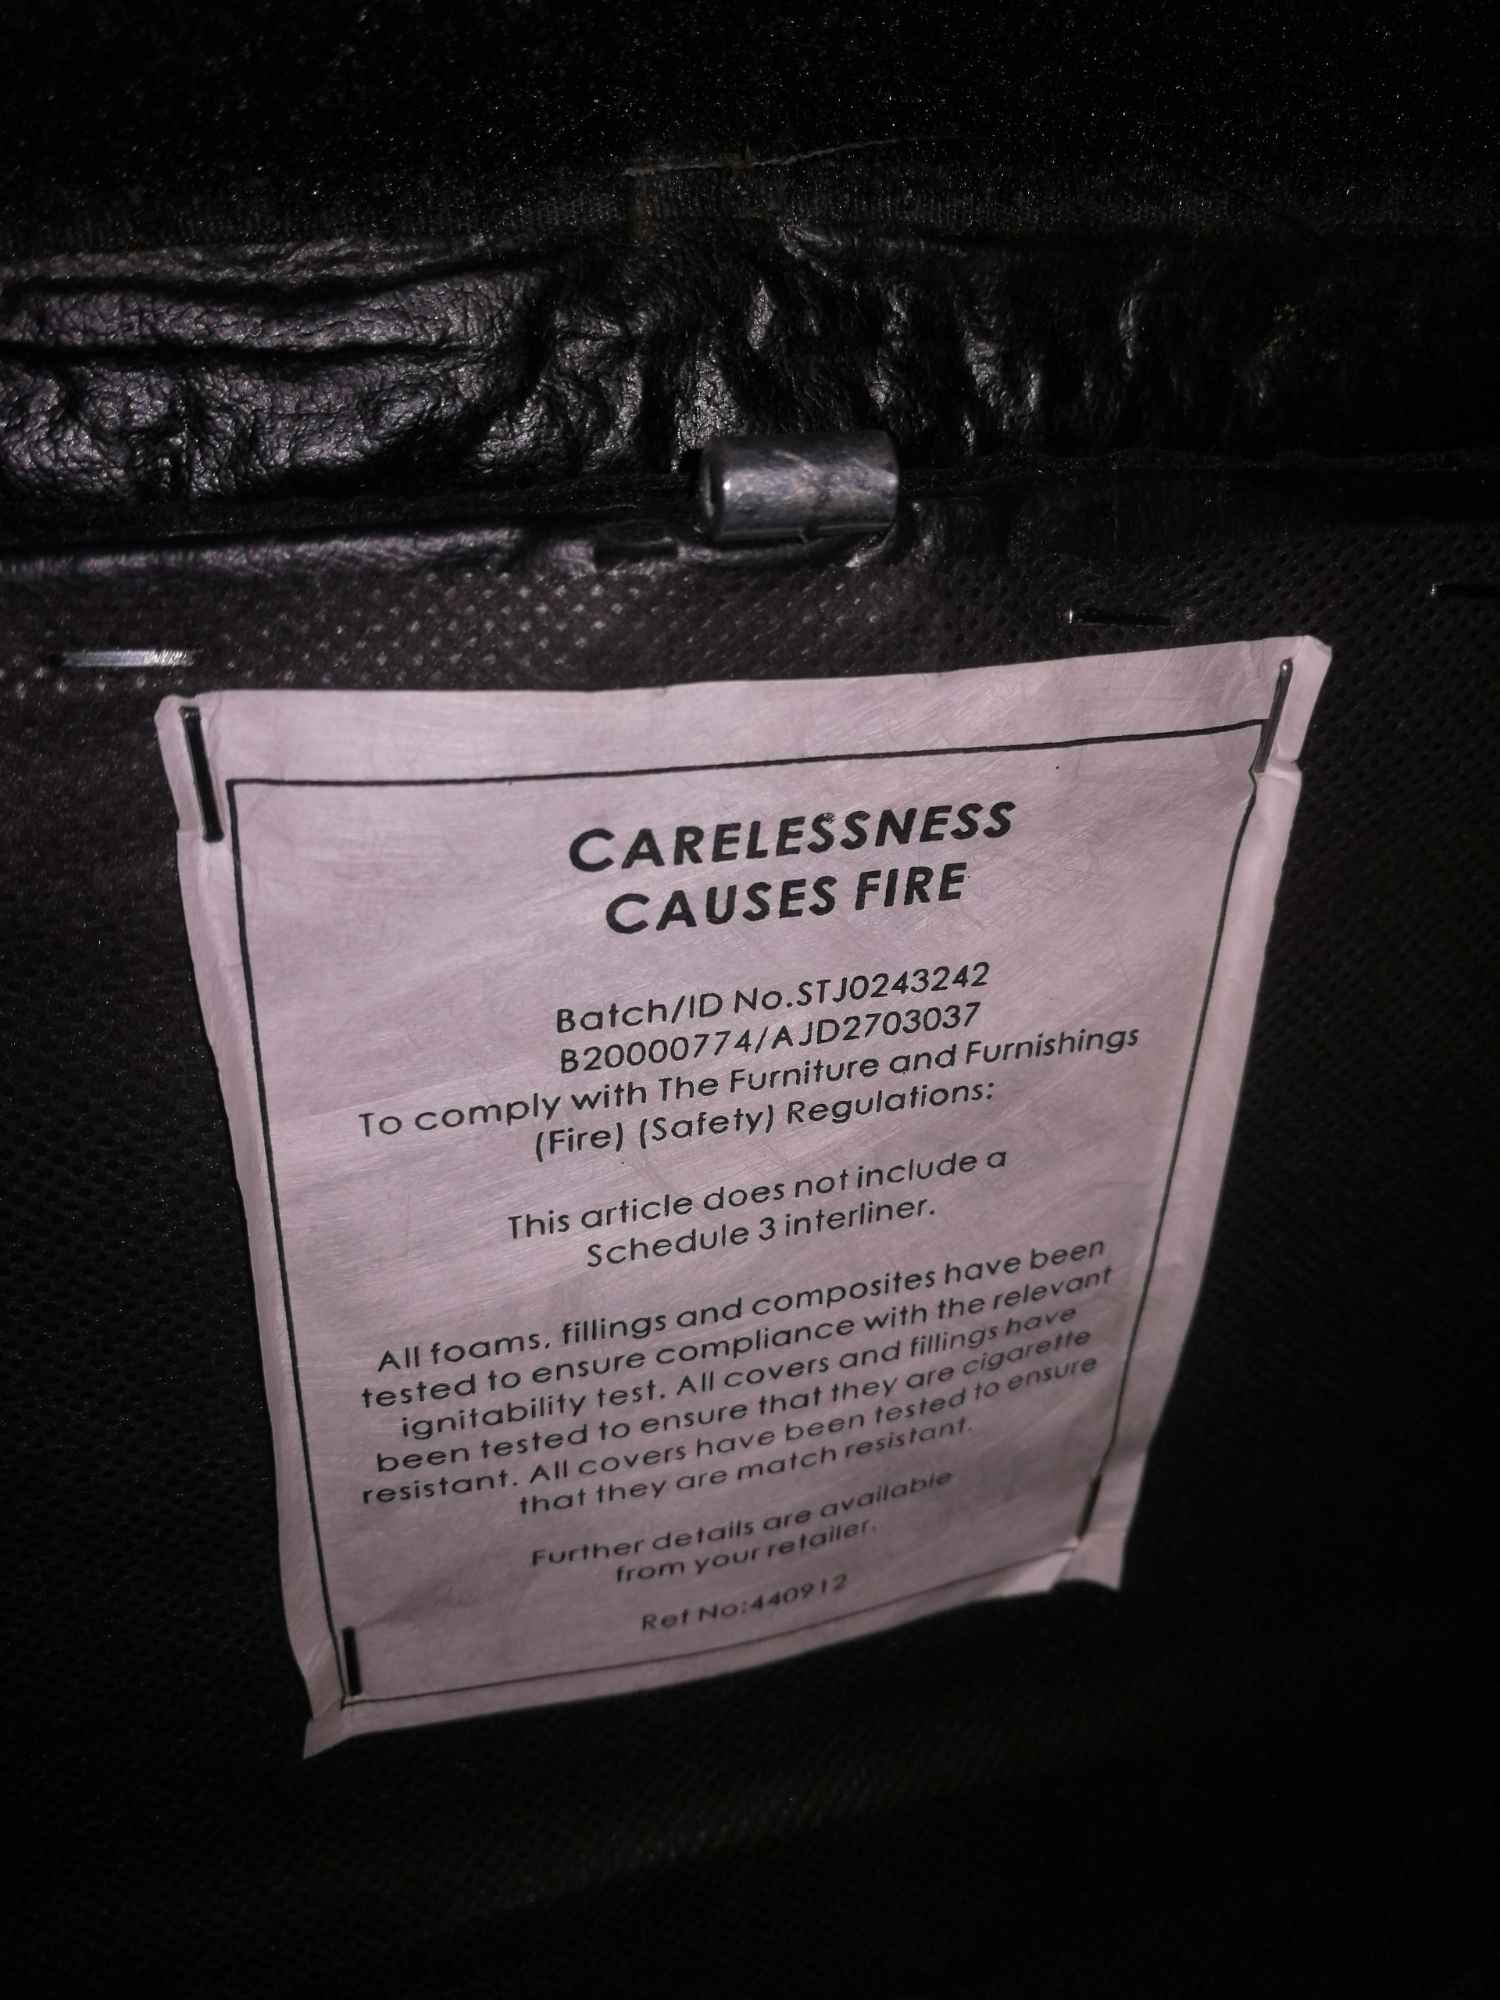 CARELESSNESS
CAUSES FIRE
Batch/ID No.STJ0243242
B20000774/AJD2703037
To comply with The Furniture and Furnishings
(Fire) (Safety) Regulations:
This article does not include a
Schedule 3 interliner.
All foams, fillings and composites have been
tested to ensure compliance with the relevant
ignitability test. All covers and fillings have
been tested to ensure that they are cigarette
resistant. All covers have been tested to ensure
that they are match resistant.
Further details are available
from your retailer.
Ref No:440912